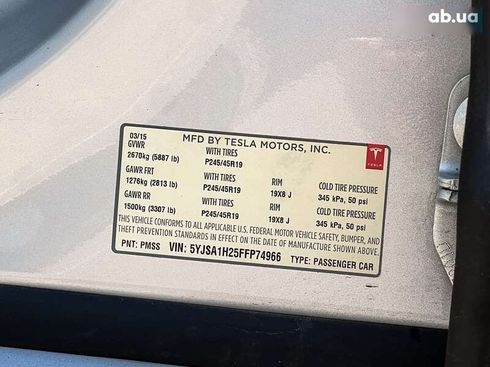 ab.ua
03/15
MFD BY TESLA MOTORS, INC.
GVWR WITH TIRES
2670kg (5887 lb) P245/45R19
TESLA
GAWR FRT WITH TIRES RIM COLD TIRE PRESSURE
1276kg (2813 lb) P245/45R19 19X8 J 345 kPa, 50 psi
GAWR RR WITH TIRES RIM COLD TIRE PRESSURE
1500kg (3307 lb) P245/45R19 19X8 J 345 kPa, 50 psi
THIS VEHICLE CONFORMS TO ALL APPLICABLE U.S. FEDERAL MOTOR VEHICLE SAFETY, BUMPER, AND
THEFT PREVENTION STANDARDS IN EFFECT ON THE DATE OF MANUFACTURE SHOWN ABOVE.
PNT: PMSS VIN: 5YJSA1H25FFP74966 TYPE: PASSENGER CAR